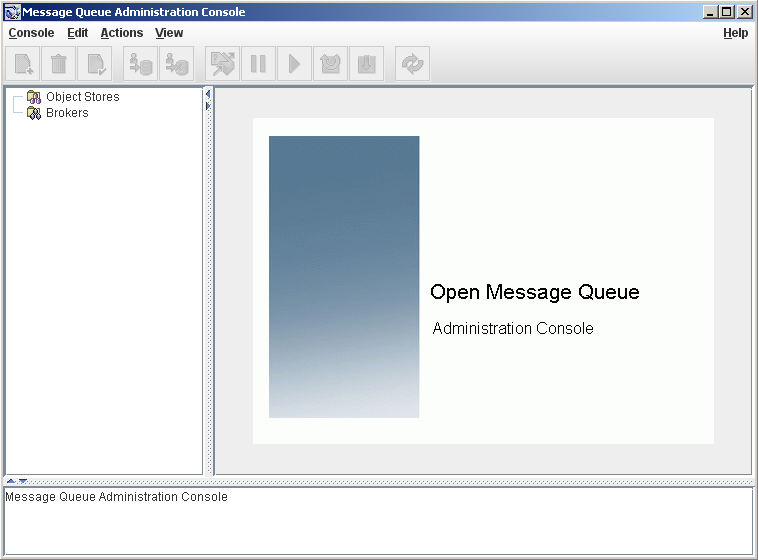 Message Queue Administration Console
Console Edit Actions View Help
Object Stores
Brokers
Open Message Queue
Administration Console
Message Queue Administration Console